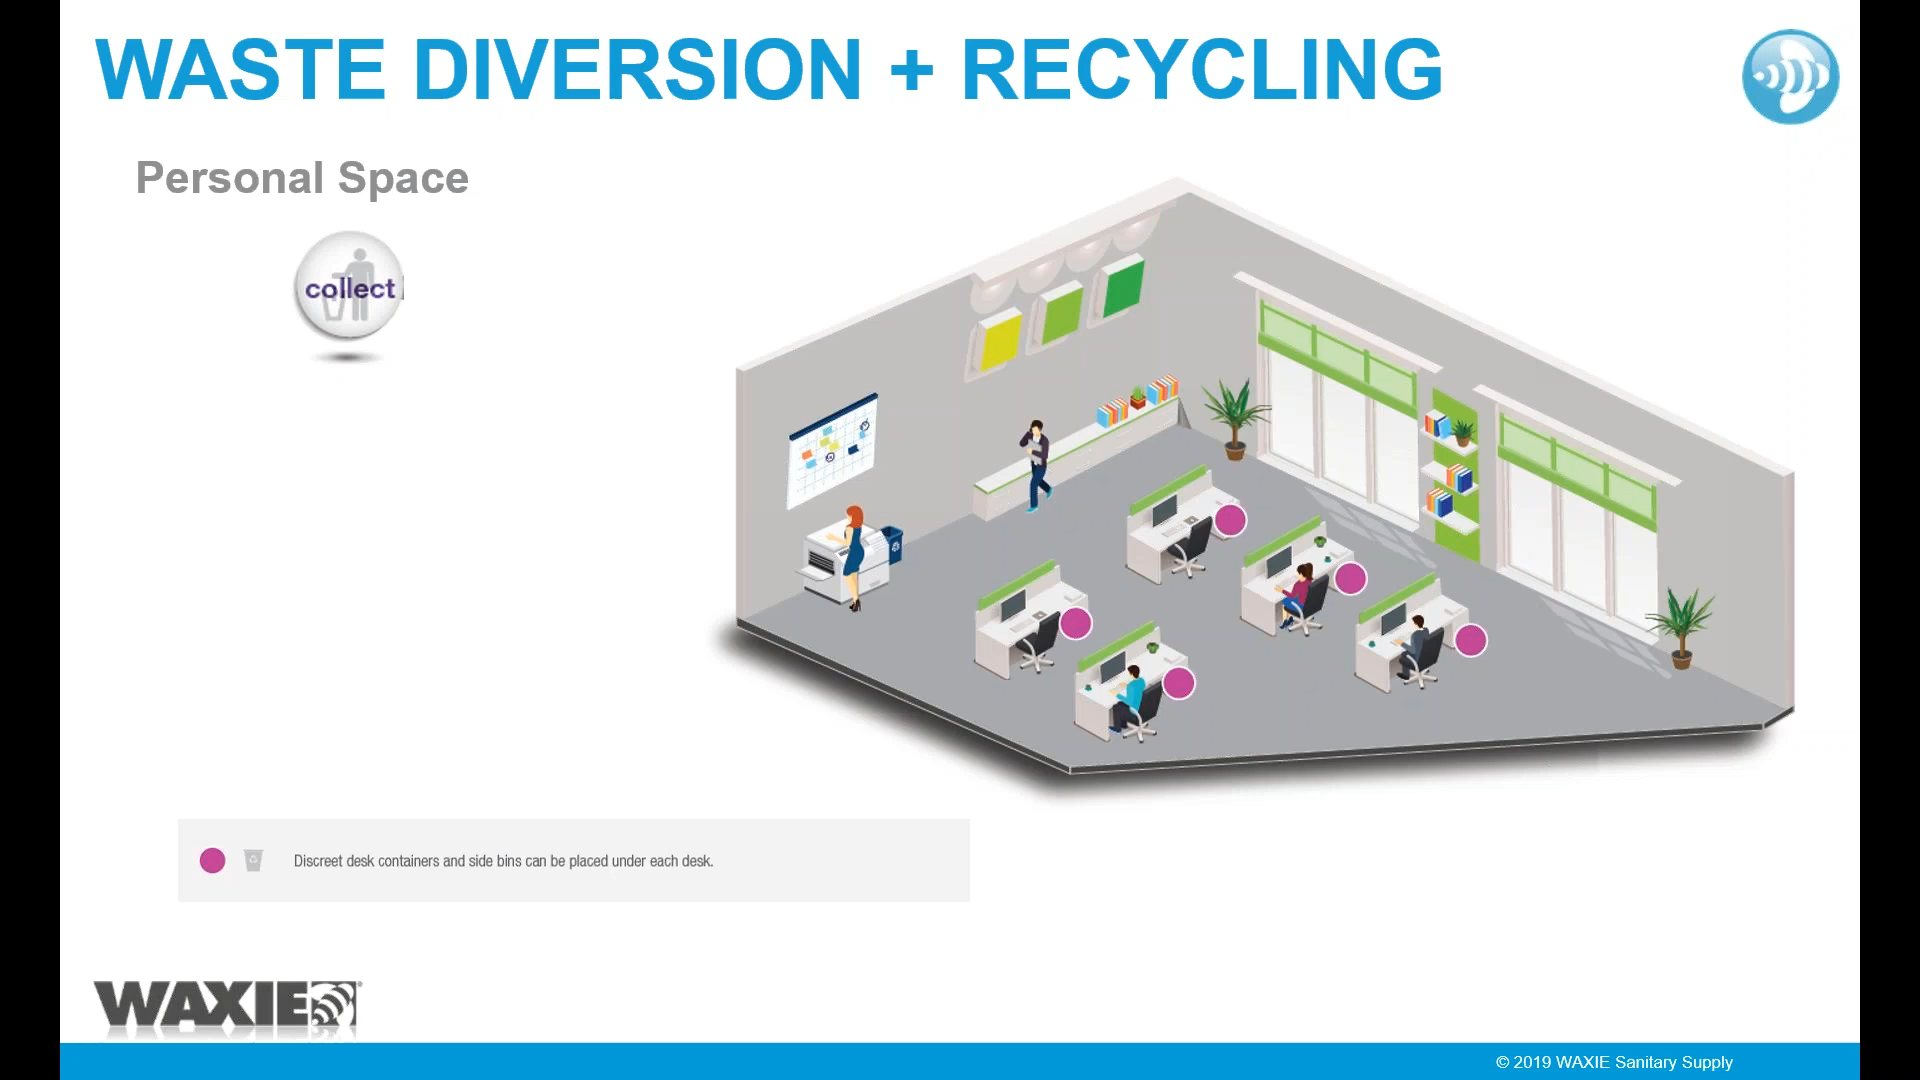 WASTE DIVERSION + RECYCLING
Personal Space
collect
Discreet desk containers and side bins can be placed under each desk.
WAXIE
© 2019 WAXIE Sanitary Supply